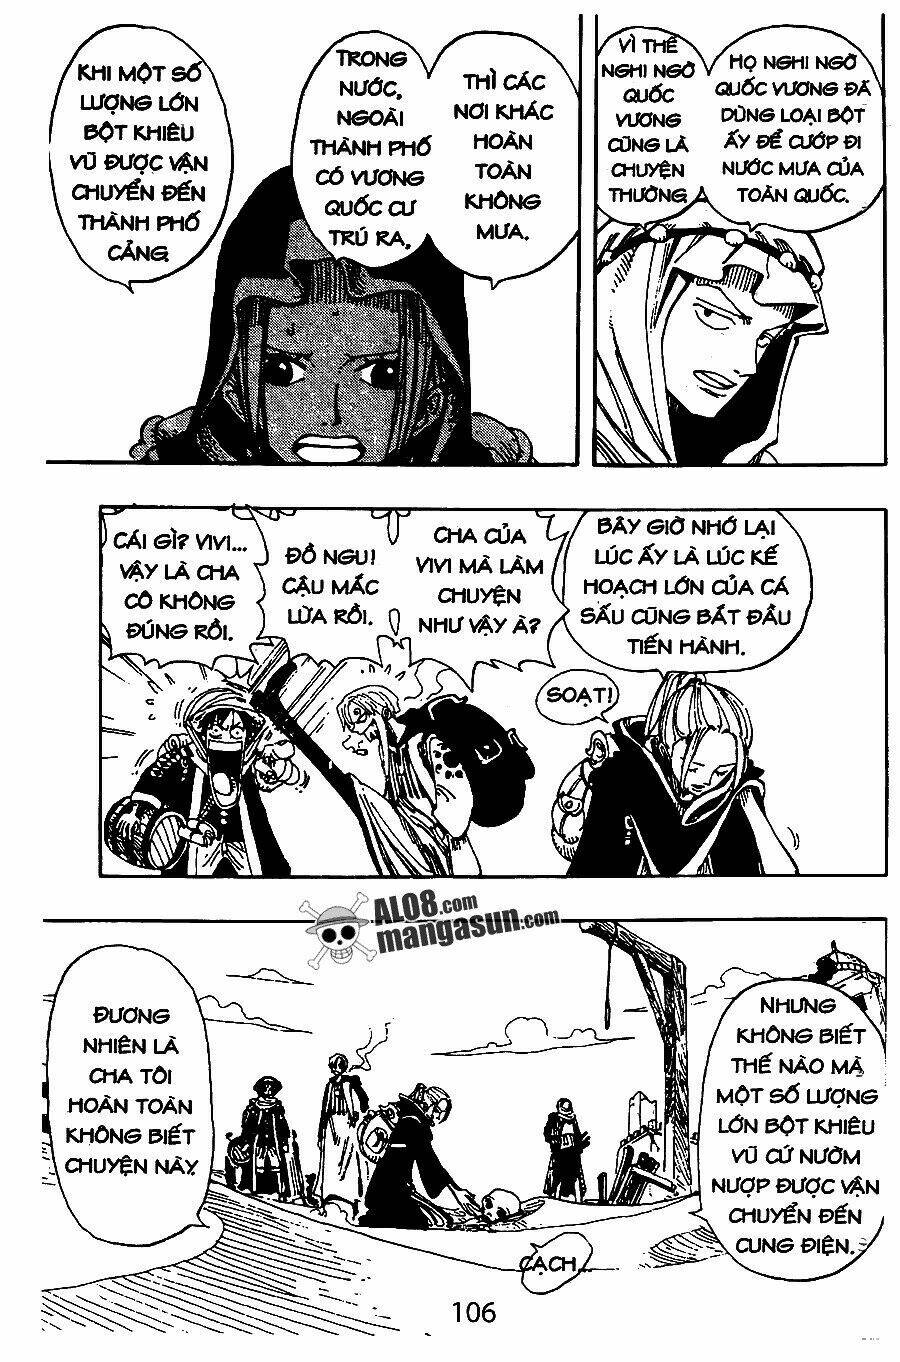 HỌ NGHI NGỜ
QUỐC VƯƠNG ĐÃ
DÙNG LOẠI BỘT
ẤY ĐỂ CƯỚP ĐI
NƯỚC MƯA CỦA
TOÀN QUỐC.
VÌ THẾ
NGHI NGỜ
QUỐC
VƯƠNG
CŨNG LÀ
CHUYỆN
THƯỜNG.
THÌ CÁC
NƠI KHÁC
HOÀN
TOÀN
KHÔNG
MƯA.
TRONG
NƯỚC,
NGOÀI
THÀNH PHỐ
CÓ VƯƠNG
QUỐC CƯ
TRÚ RA,
KHI MỘT SỐ
LƯỢNG LỚN
BỘT KHIÊU
VŨ ĐƯỢC VẬN
CHUYỂN ĐẾN
THÀNH PHỐ
CẢNG.
BÂY GIỜ NHỚ LẠI
LÚC ẤY LÀ LÚC KẾ
HOẠCH LỚN CỦA CÁ
SẤU CŨNG BẮT ĐẦU
TIẾN HÀNH.
SOẠT!
CHA CỦA
VIVI MÀ LÀM
CHUYỆN
NHƯ VẬY À?
ĐỒ NGU!
CẬU MẮC
LỪA RỒI.
CÁI GÌ? VIVI...
VẬY LÀ CHA
CÔ KHÔNG
ĐÚNG RỒI.
AL08.com
mangasun.com
NHƯNG
KHÔNG BIẾT
THẾ NÀO MÀ
MỘT SỐ LƯỢNG
LỚN BỘT KHIÊU
VŨ CỨ NƯỜM
NƯỢP ĐƯỢC VẬN
CHUYỂN ĐẾN
CUNG ĐIỆN.
ĐƯƠNG
NHIÊN LÀ
CHA TÔI
HOÀN TOÀN
KHÔNG BIẾT
CHUYỆN NÀY.
CẠCH...
106